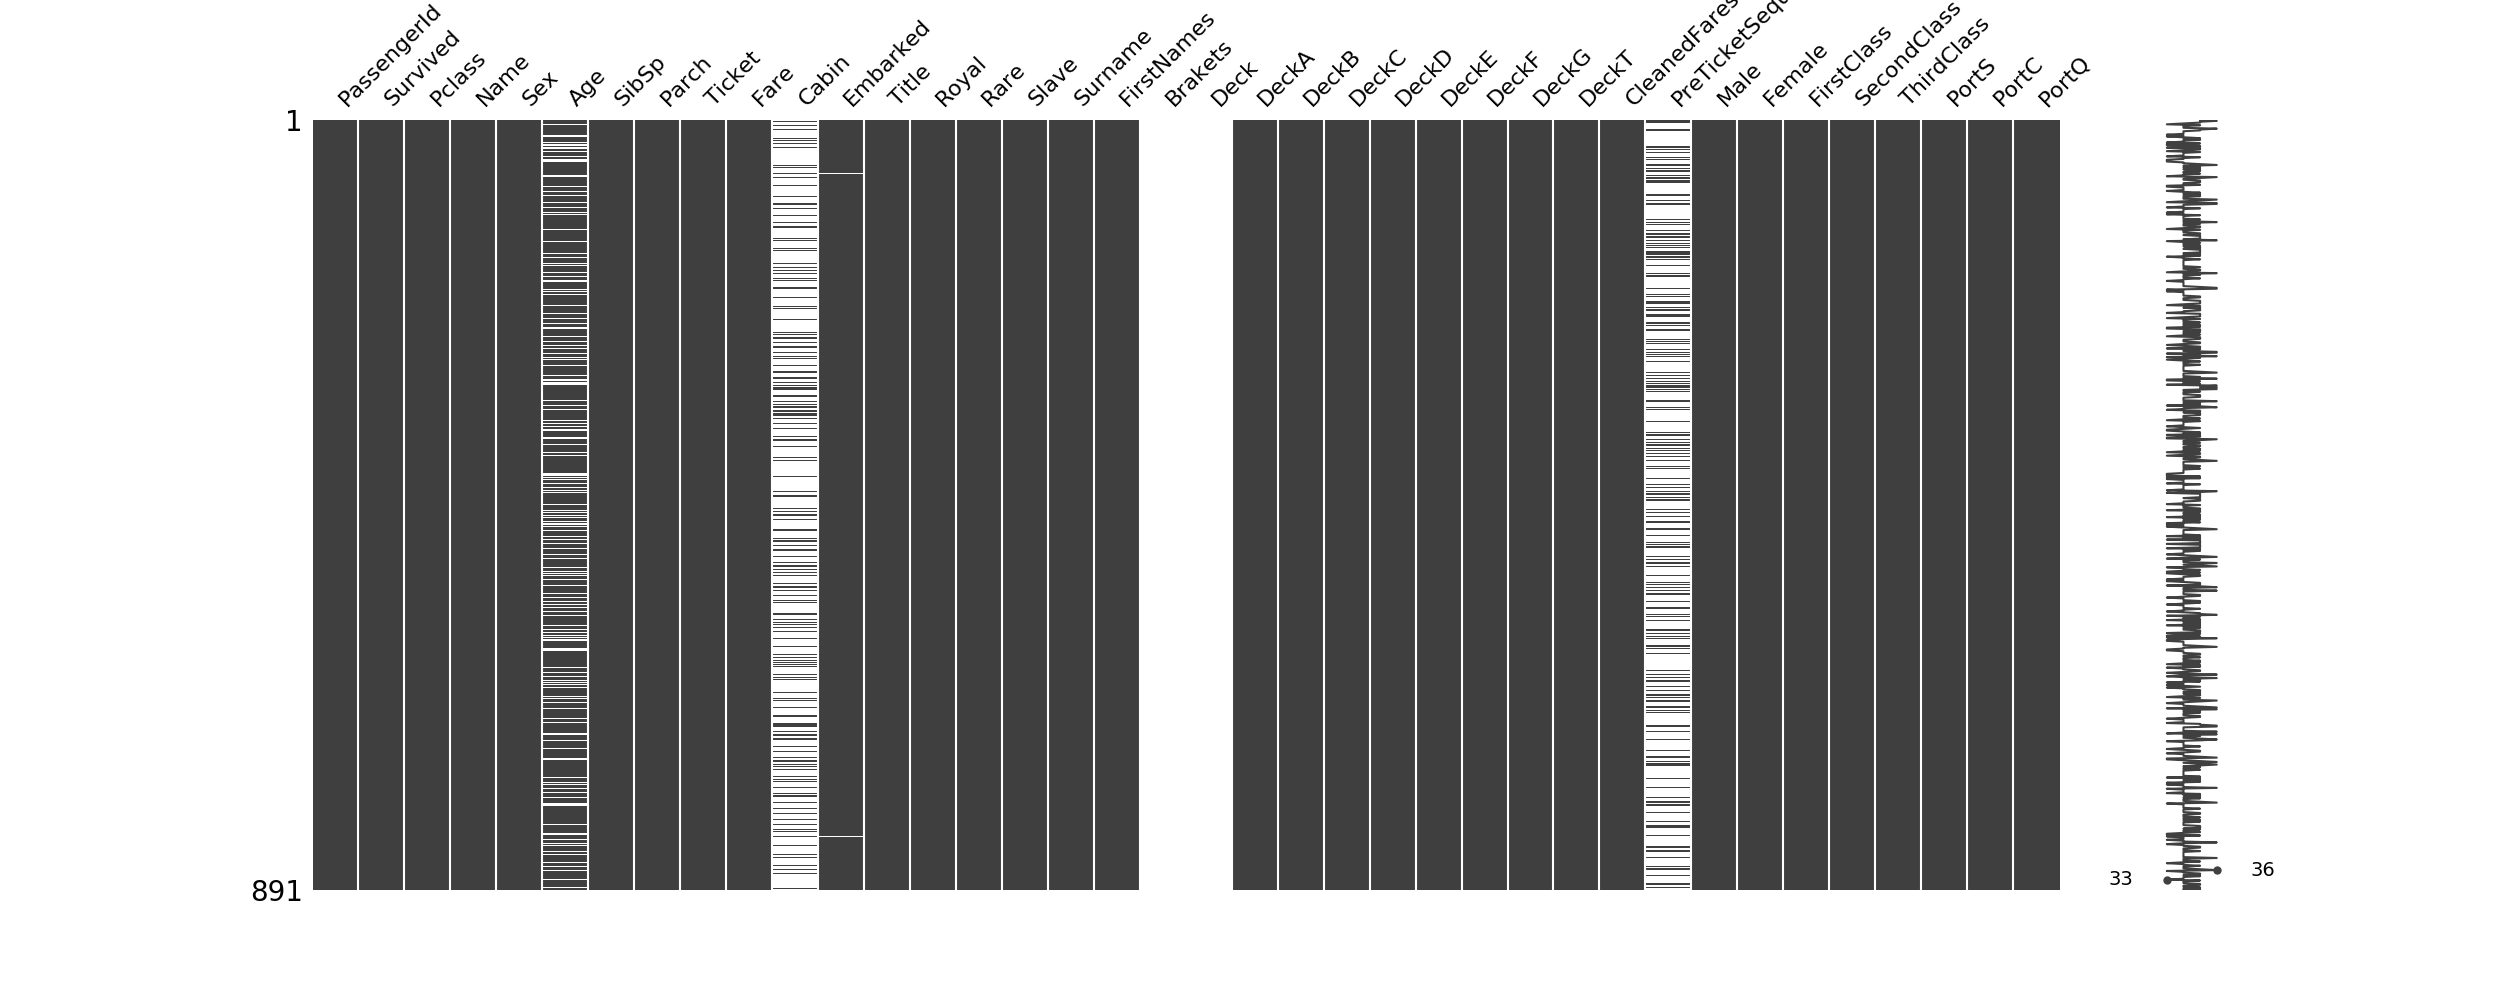 PassengerId
Survived
Pclass
Name
Sex
Age
SibSp
Parch
Ticket
Fare
Cabin
Embarked
Title
Royal
Rare
Slave
Surname
FirstNames
Brakets
Deck
DeckA
DeckB
DeckC
DeckD
DeckE
DeckF
DeckG
DeckT
CleanedFares
PreTicketSequ
Male
Female
FirstClass
SecondClass
ThirdClass
PortS
PortC
PortQ
1
891
33
36